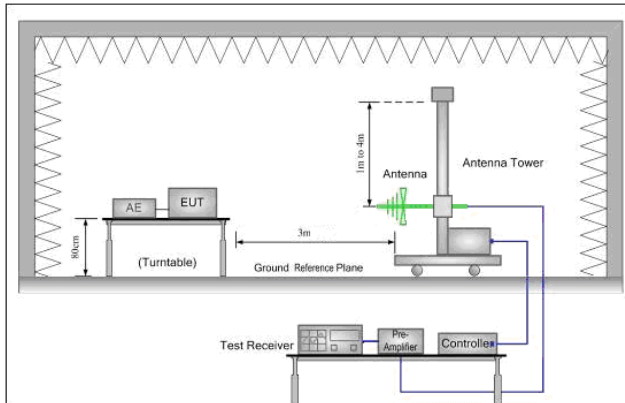 1m to 4m
Antenna
Antenna Tower
AE
EUT
80cm
(Turntable)
3m
Ground Reference Plane
Test Receiver
Pre-
Amplifier
Controller